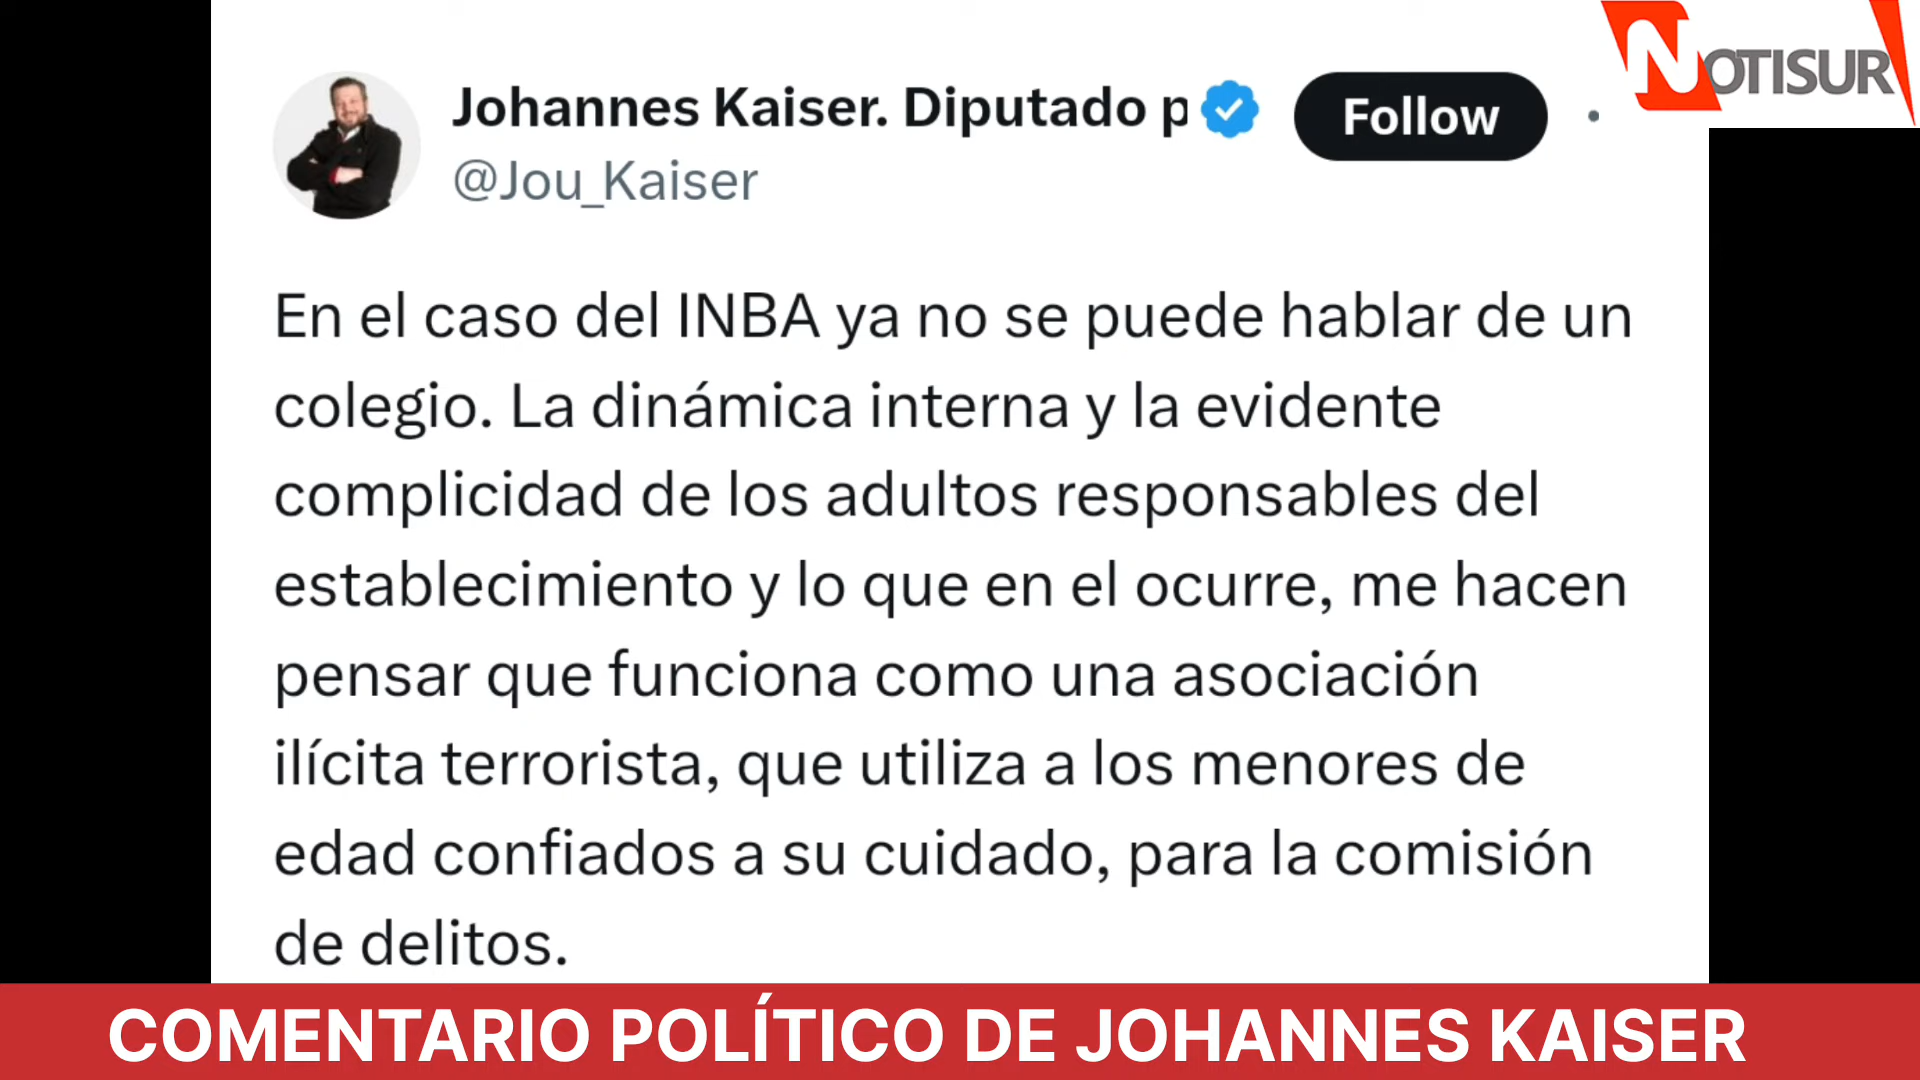 NOTISUR
Johannes Kaiser. Diputado p
Follow
@Jou_Kaiser
En el caso del INBA ya no se puede hablar de un
colegio. La dinámica interna y la evidente
complicidad de los adultos responsables del
establecimiento y lo que en el ocurre, me hacen
pensar que funciona como una asociación
ilícita terrorista, que utiliza a los menores de
edad confiados a su cuidado, para la comisión
de delitos.
COMENTARIO POLÍTICO DE JOHANNES KAISER